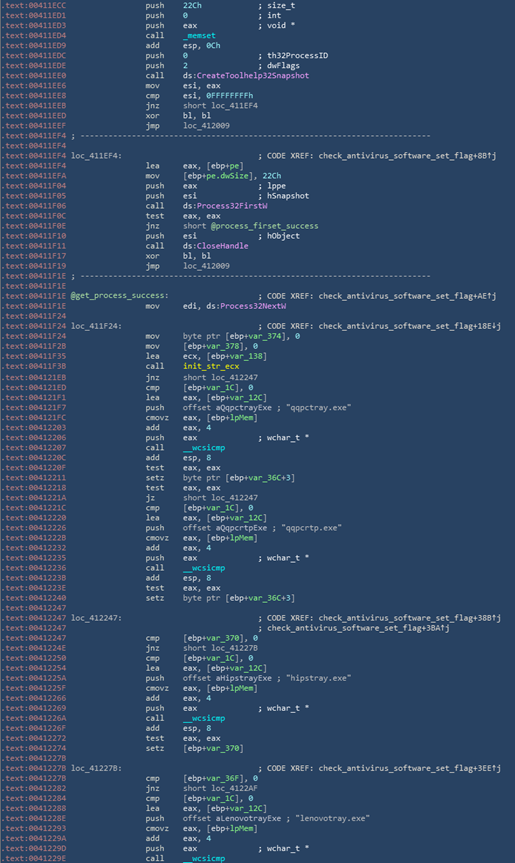 .text:00411ECC push 22Ch ; size_t
.text:00411ED1 push 0 ; int
.text:00411ED3 push eax ; void *
.text:00411ED4 call _memset
.text:00411ED9 add esp, 0Ch
.text:00411EDC push 0 ; th32ProcessID
.text:00411EDE push 2 ; dwFlags
.text:00411EE0 call ds:CreateToolhelp32Snapshot
.text:00411EE6 mov esi, eax
.text:00411EE8 cmp esi, 0FFFFFFFFh
.text:00411EEB jnz short loc_411EF4
.text:00411EED xor bl, bl
.text:00411EEF jmp loc_412009
.text:00411EF4 ; ---------------------------------------------------------------------------
.text:00411EF4
.text:00411EF4 loc_411EF4: ; CODE XREF: check_antivirus_software_set_flag+8B↑j
.text:00411EF4 lea eax, [ebp+pe]
.text:00411EFA mov [ebp+pe.dwSize], 22Ch
.text:00411F04 push eax ; lppe
.text:00411F05 push esi ; hSnapshot
.text:00411F06 call ds:Process32FirstW
.text:00411F0C test eax, eax
.text:00411F0E jnz short @process_firset_success
.text:00411F10 push esi ; hObject
.text:00411F11 call ds:CloseHandle
.text:00411F17 xor bl, bl
.text:00411F19 jmp loc_412009
.text:00411F1E ; ---------------------------------------------------------------------------
.text:00411F1E
.text:00411F1E @get_process_success: ; CODE XREF: check_antivirus_software_set_flag+AE↑j
.text:00411F1E mov edi, ds:Process32NextW
.text:00411F24
.text:00411F24 loc_411F24: ; CODE XREF: check_antivirus_software_set_flag+18E↓j
.text:00411F24 mov byte ptr [ebp+var_374], 0
.text:00411F2B mov [ebp+var_378], 0
.text:00411F35 lea ecx, [ebp+var_138]
.text:00411F3B call init_str_ecx
.text:004121EB jnz short loc_412247
.text:004121ED cmp [ebp+var_1C], 0
.text:004121F1 lea eax, [ebp+var_12C]
.text:004121F7 push offset aQqpctrayExe ; "qqpctray.exe"
.text:004121FC cmovz eax, [ebp+lpMem]
.text:00412203 add eax, 4
.text:00412206 push eax ; wchar_t *
.text:00412207 call __wcsicmp
.text:0041220C add esp, 8
.text:0041220F test eax, eax
.text:00412211 setz byte ptr [ebp+var_36C+3]
.text:00412218 test eax, eax
.text:0041221A jz short loc_412247
.text:0041221C cmp [ebp+var_1C], 0
.text:00412220 lea eax, [ebp+var_12C]
.text:00412226 push offset aQqpcrtpExe ; "qqpcrtp.exe"
.text:0041222B cmovz eax, [ebp+lpMem]
.text:00412232 add eax, 4
.text:00412235 push eax ; wchar_t *
.text:00412236 call __wcsicmp
.text:0041223B add esp, 8
.text:0041223E test eax, eax
.text:00412240 setz byte ptr [ebp+var_36C+3]
.text:00412247
.text:00412247 loc_412247: ; CODE XREF: check_antivirus_software_set_flag+38B↑j
.text:00412247 ; check_antivirus_software_set_flag+3BA↑j
.text:00412247 cmp [ebp+var_370], 0
.text:0041224E jnz short loc_41227B
.text:00412250 cmp [ebp+var_1C], 0
.text:00412254 lea eax, [ebp+var_12C]
.text:0041225A push offset aHipstrayExe ; "hipstray.exe"
.text:0041225F cmovz eax, [ebp+lpMem]
.text:00412266 add eax, 4
.text:00412269 push eax ; wchar_t *
.text:0041226A call __wcsicmp
.text:0041226F add esp, 8
.text:00412272 test eax, eax
.text:00412274 setz [ebp+var_370]
.text:0041227B
.text:0041227B loc_41227B: ; CODE XREF: check_antivirus_software_set_flag+3EE↑j
.text:0041227B cmp [ebp+var_36F], 0
.text:00412282 jnz short loc_4122AF
.text:00412284 cmp [ebp+var_1C], 0
.text:00412288 lea eax, [ebp+var_12C]
.text:0041228E push offset aLenovotrayExe ; "lenovotray.exe"
.text:00412293 cmovz eax, [ebp+lpMem]
.text:0041229A add eax, 4
.text:0041229D push eax ; wchar_t *
.text:0041229E call __wcsicmp